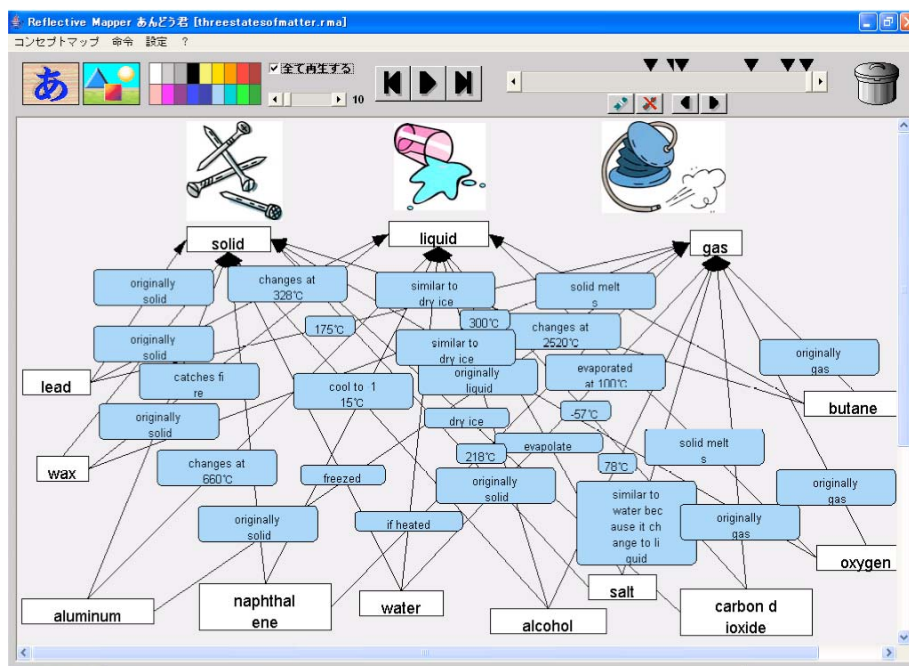 Reflective Mapper あんどう君 [threestatesofmatter.rma]
コンセプトマップ 命令 設定 ?
あ
全て再生する
10
solid
liquid
gas
originally
solid
changes at
328℃
similar to
dry ice
solid melt
s
175℃
300℃
changes at
2520℃
originally
solid
similar to
dry ice
originally
gas
lead
catches fi
re
cool to 1
15℃
originally
liquid
evaporated
at 100℃
butane
originally
solid
dry ice
-57℃
wax
changes at
660℃
freezed
218℃
evapolate
78℃
solid melt
s
originally
solid
originally
gas
originally
solid
if heated
similar to
water bec
ause it ch
ange to li
quid
originally
gas
oxygen
aluminum
naphthal
ene
water
alcohol
salt
carbon d
ioxide